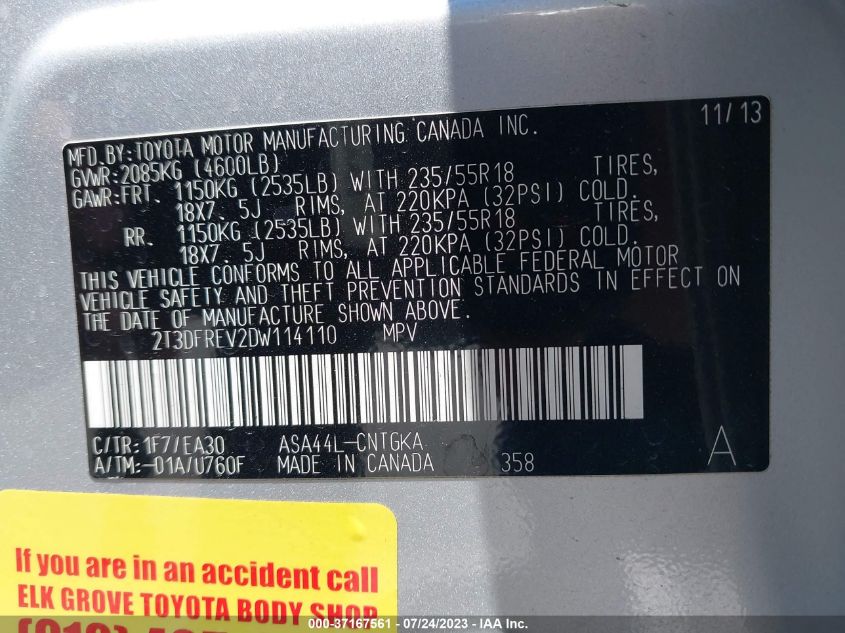 11/13
MFD.BY:TOYOTA MOTOR MANUFACTURING CANADA INC.
GVWR:2085KG (4600LB)
GAWR:FRT. 1150KG (2535LB) WITH 235/55R18 TIRES,
18X7. 5J RIMS, AT 220KPA (32PSI) COLD.
RR. 1150KG (2535LB) WITH 235/55R18 TIRES,
18X7. 5J RIMS, AT 220KPA (32PSI) COLD.
THIS VEHICLE CONFORMS TO ALL APPLICABLE FEDERAL MOTOR
VEHICLE SAFETY AND THEFT PREVENTION STANDARDS IN EFFECT ON
THE DATE OF MANUFACTURE SHOWN ABOVE.
2T3DFREV2DW114110 MPV
C/TR:1F7/EA30 ASA44L-CNTGKA
A/TM:-01A/U760F MADE IN CANADA 358 A
If you are in an accident call
ELK GROVE TOYOTA BODY SHOP
000-37167561 - 07/24/2023 - IAA Inc.